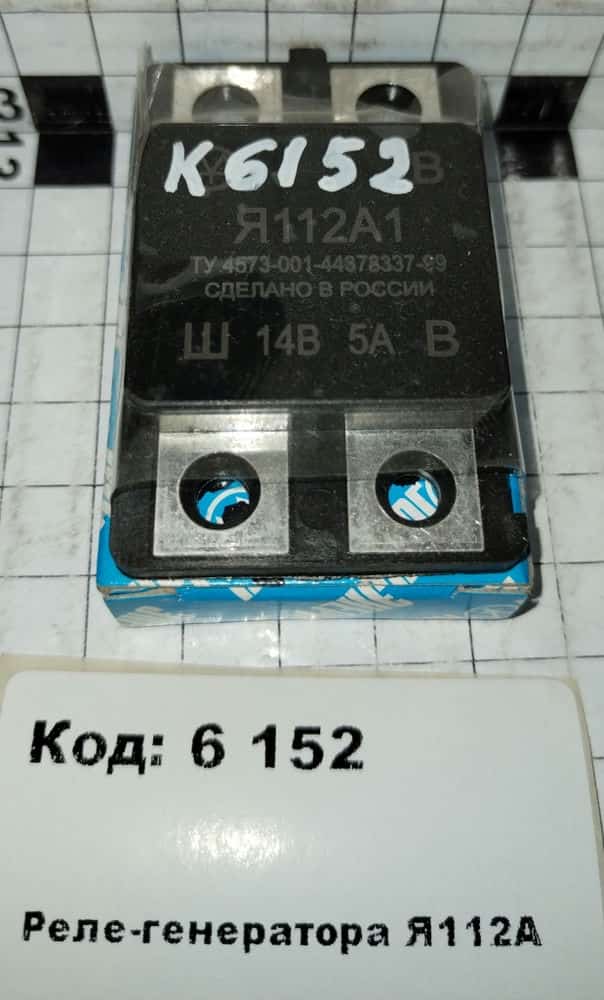 К6152
В
Я112А1
ТУ 4573-001-44378337-99
СДЕЛАНО В РОССИИ
Ш 14В 5А В
Код: 6 152
Реле-генератора Я112А